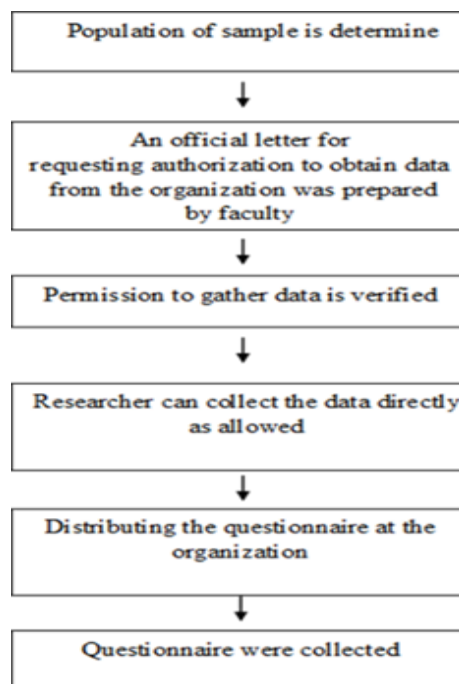 Population of sample is determine
An official letter for
requesting authorization to obtain data
from the organization was prepared
by faculty
Permission to gather data is verified
Researcher can collect the data directly
as allowed
Distributing the questionnaire at the
organization
Questionnaire were collected